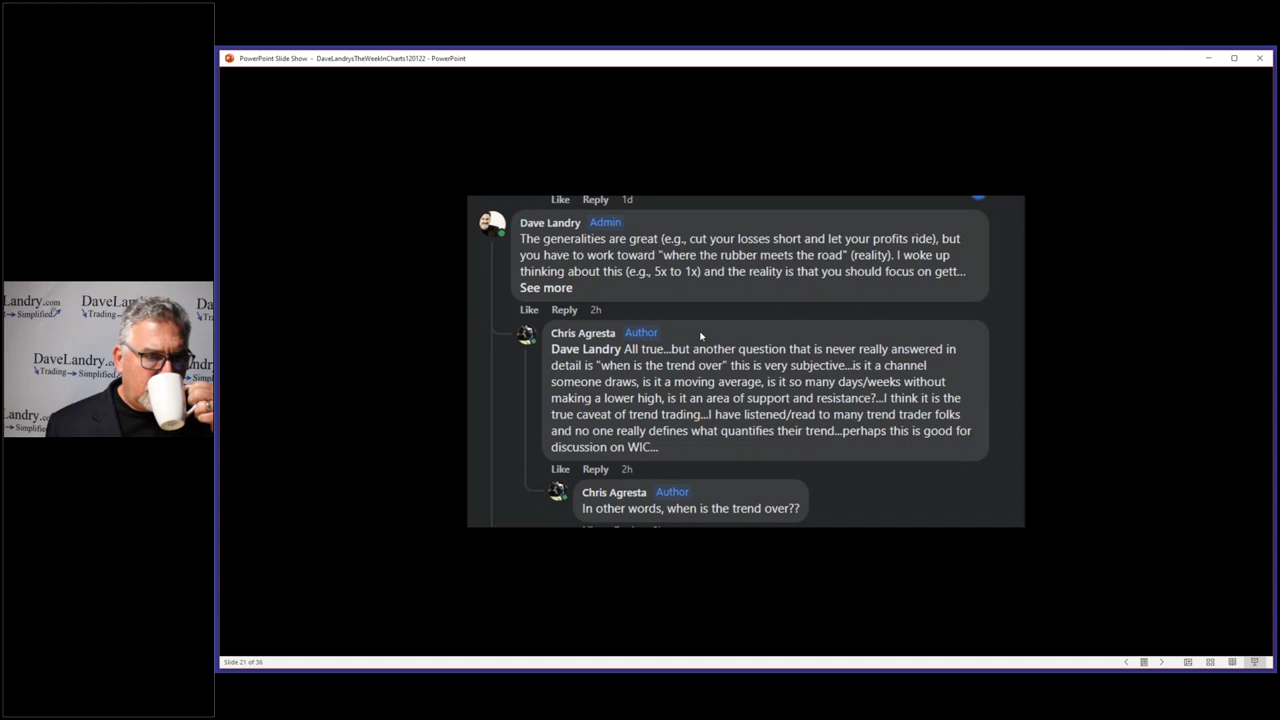 PowerPoint Slide Show - DaveLandrysTheWeekInCharts120122 - PowerPoint
Like Reply 1d
Dave Landry Admin
The generalities are great (e.g., cut your losses short and let your profits ride), but
you have to work toward "where the rubber meets the road" (reality). I woke up
thinking about this (e.g., 5x to 1x) and the reality is that you should focus on gett...
See more
Like Reply 2h
Chris Agresta Author
Dave Landry All true...but another question that is never really answered in
detail is "when is the trend over" this is very subjective...is it a channel
someone draws, is it a moving average, is it so many days/weeks without
making a lower high, is it an area of support and resistance?...I think it is the
true caveat of trend trading...I have listened/read to many trend trader folks
and no one really defines what quantifies their trend...perhaps this is good for
discussion on WIC...
Like Reply 2h
Chris Agresta Author
In other words, when is the trend over??
Landry.com
Simplified
DaveLan
Trading
Da
DaveLandry.com
Trading Simplified
Landry.c
Simplified
Slide 21 of 36